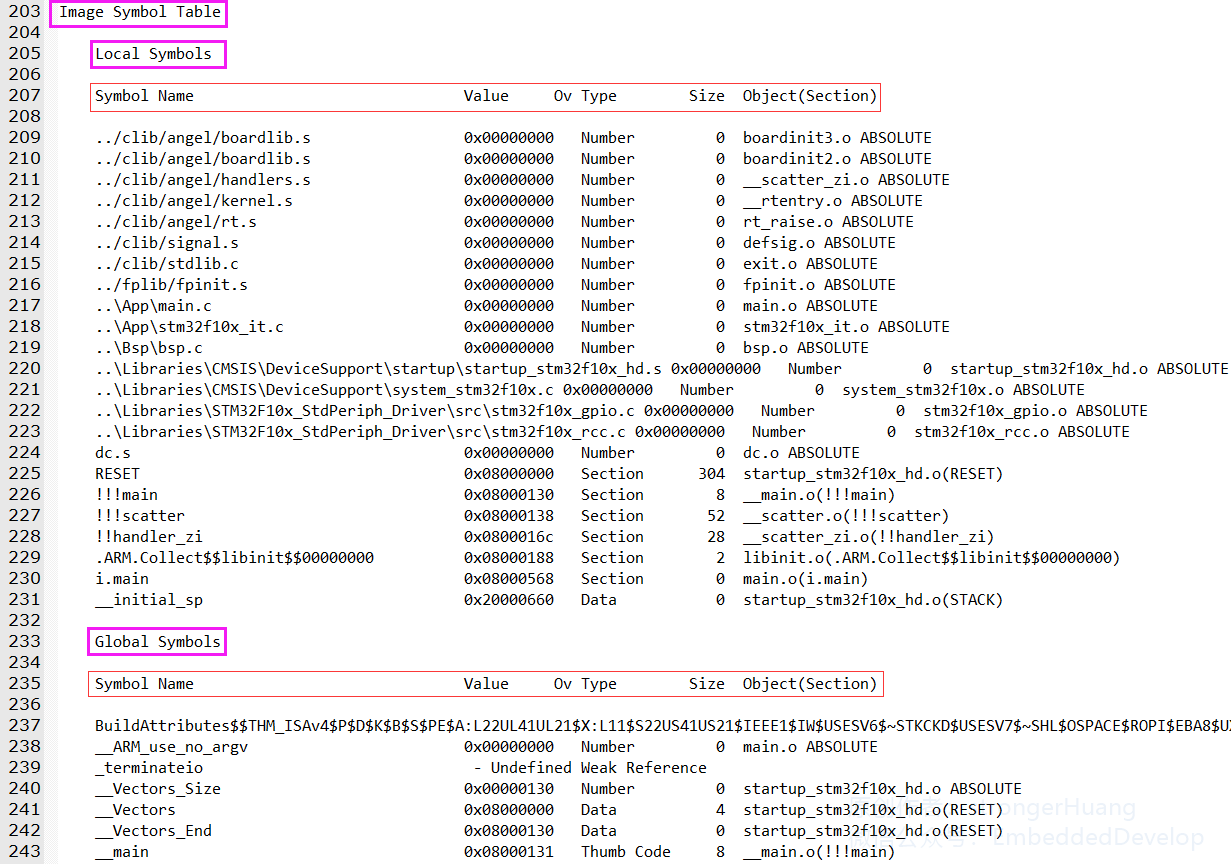 203 Image Symbol Table
204
205 Local Symbols
206
207 Symbol Name Value Ov Type Size Object(Section)
208
209 ../clib/angel/boardlib.s 0x00000000 Number 0 boardinit3.o ABSOLUTE
210 ../clib/angel/boardlib.s 0x00000000 Number 0 boardinit2.o ABSOLUTE
211 ../clib/angel/handlers.s 0x00000000 Number 0 __scatter_zi.o ABSOLUTE
212 ../clib/angel/kernel.s 0x00000000 Number 0 __rtentry.o ABSOLUTE
213 ../clib/angel/rt.s 0x00000000 Number 0 rt_raise.o ABSOLUTE
214 ../clib/signal.s 0x00000000 Number 0 defsig.o ABSOLUTE
215 ../clib/stdlib.c 0x00000000 Number 0 exit.o ABSOLUTE
216 ../fplib/fpinit.s 0x00000000 Number 0 fpinit.o ABSOLUTE
217 ..\App\main.c 0x00000000 Number 0 main.o ABSOLUTE
218 ..\App\stm32f10x_it.c 0x00000000 Number 0 stm32f10x_it.o ABSOLUTE
219 ..\Bsp\bsp.c 0x00000000 Number 0 bsp.o ABSOLUTE
220 ..\Libraries\CMSIS\DeviceSupport\startup\startup_stm32f10x_hd.s 0x00000000 Number 0 startup_stm32f10x_hd.o ABSOLUTE
221 ..\Libraries\CMSIS\DeviceSupport\system_stm32f10x.c 0x00000000 Number 0 system_stm32f10x.o ABSOLUTE
222 ..\Libraries\STM32F10x_StdPeriph_Driver\src\stm32f10x_gpio.c 0x00000000 Number 0 stm32f10x_gpio.o ABSOLUTE
223 ..\Libraries\STM32F10x_StdPeriph_Driver\src\stm32f10x_rcc.c 0x00000000 Number 0 stm32f10x_rcc.o ABSOLUTE
224 dc.s 0x00000000 Number 0 dc.o ABSOLUTE
225 RESET 0x08000000 Section 304 startup_stm32f10x_hd.o(RESET)
226 !!!main 0x08000130 Section 8 __main.o(!!!main)
227 !!!scatter 0x08000138 Section 52 __scatter.o(!!!scatter)
228 !!handler_zi 0x0800016c Section 28 __scatter_zi.o(!!handler_zi)
229 .ARM.Collect$$libinit$$00000000 0x08000188 Section 2 libinit.o(.ARM.Collect$$libinit$$00000000)
230 i.main 0x08000568 Section 0 main.o(i.main)
231 __initial_sp 0x20000660 Data 0 startup_stm32f10x_hd.o(STACK)
232
233 Global Symbols
234
235 Symbol Name Value Ov Type Size Object(Section)
236
237 BuildAttributes$$THM_ISAv4$P$D$K$B$S$PE$A:L22UL41UL21$X:L11$S22US41US21$IEEE1$IW$USESV6$~STKCKD$USESV7$~SHL$OSPACE$ROPI$EBA8$U
238 __ARM_use_no_argv 0x00000000 Number 0 main.o ABSOLUTE
239 _terminateio - Undefined Weak Reference
240 __Vectors_Size 0x00000130 Number 0 startup_stm32f10x_hd.o ABSOLUTE
241 __Vectors 0x08000000 Data 4 startup_stm32f10x_hd.o(RESET)
242 __Vectors_End 0x08000130 Data 0 startup_stm32f10x_hd.o(RESET)
243 __main 0x08000131 Thumb Code 8 __main.o(!!!main)